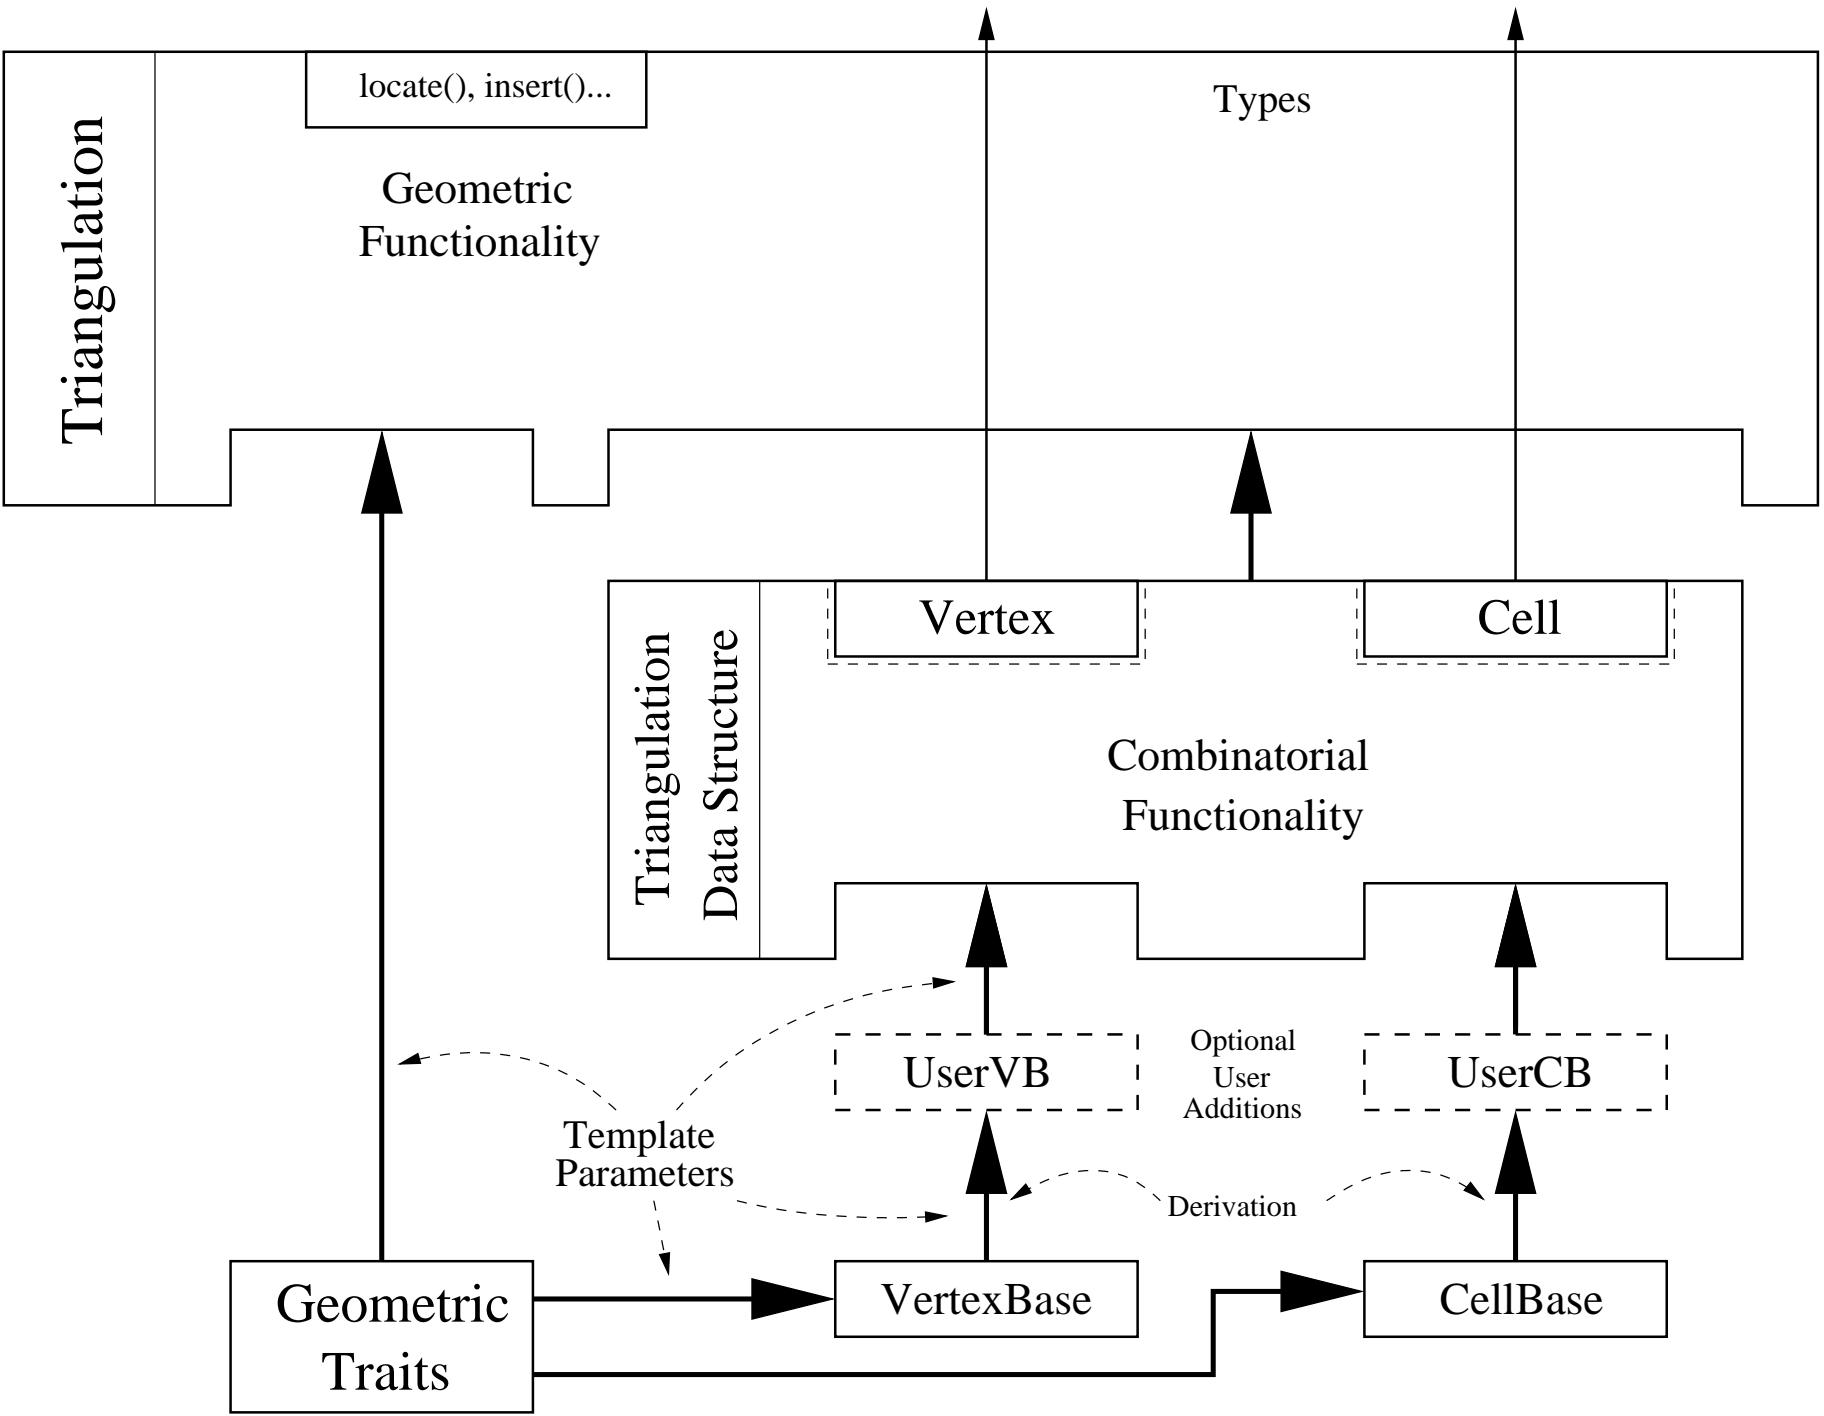 locate(), insert()...
Types
Triangulation
Geometric
Functionality
Vertex
Cell
Triangulation
Data Structure
Combinatorial
Functionality
UserVB
Optional
User
Additions
UserCB
Template
Parameters
Derivation
Geometric
Traits
VertexBase
CellBase